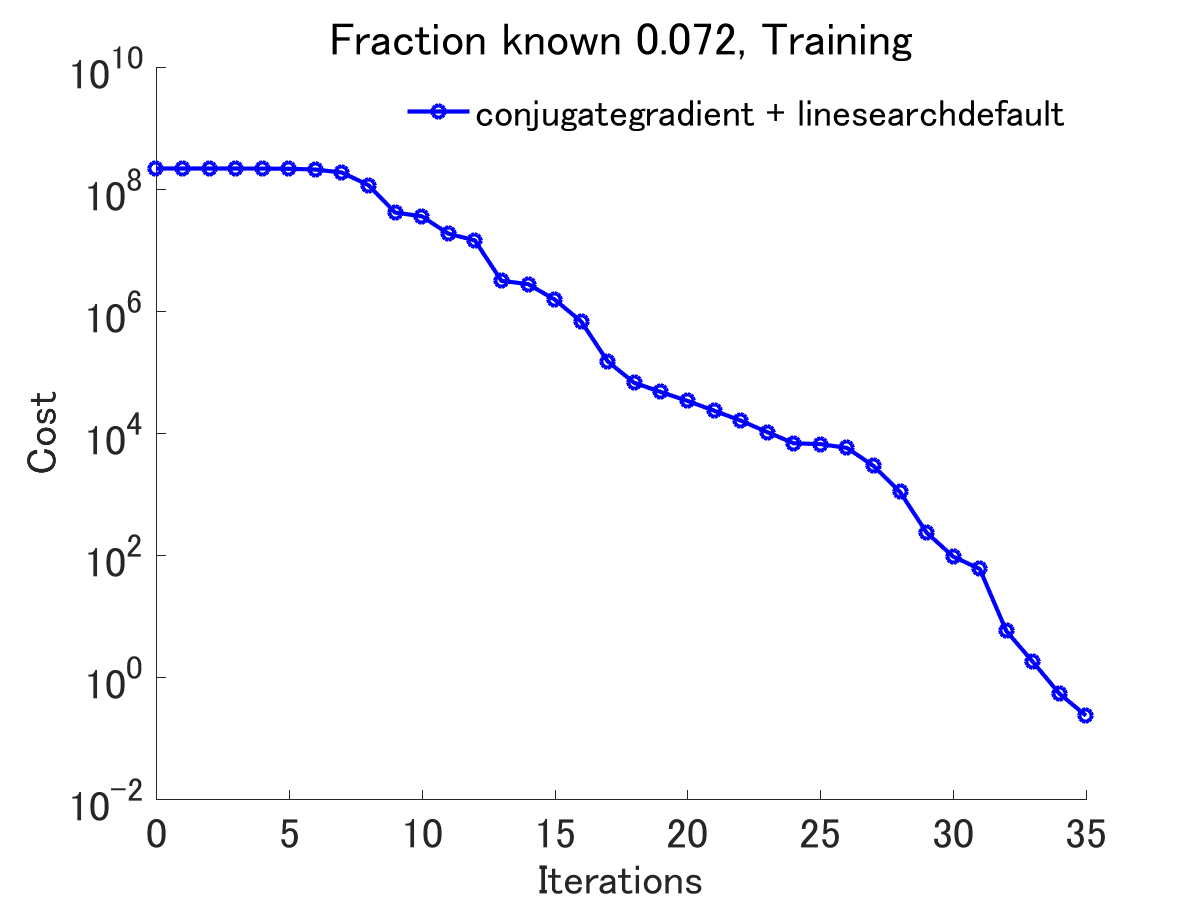 Fraction known 0.072, Training
conjugategradient + linesearchdefault
10^10
10^8
10^6
10^4
10^2
10^0
10^-2
Cost
0 5 10 15 20 25 30 35
Iterations